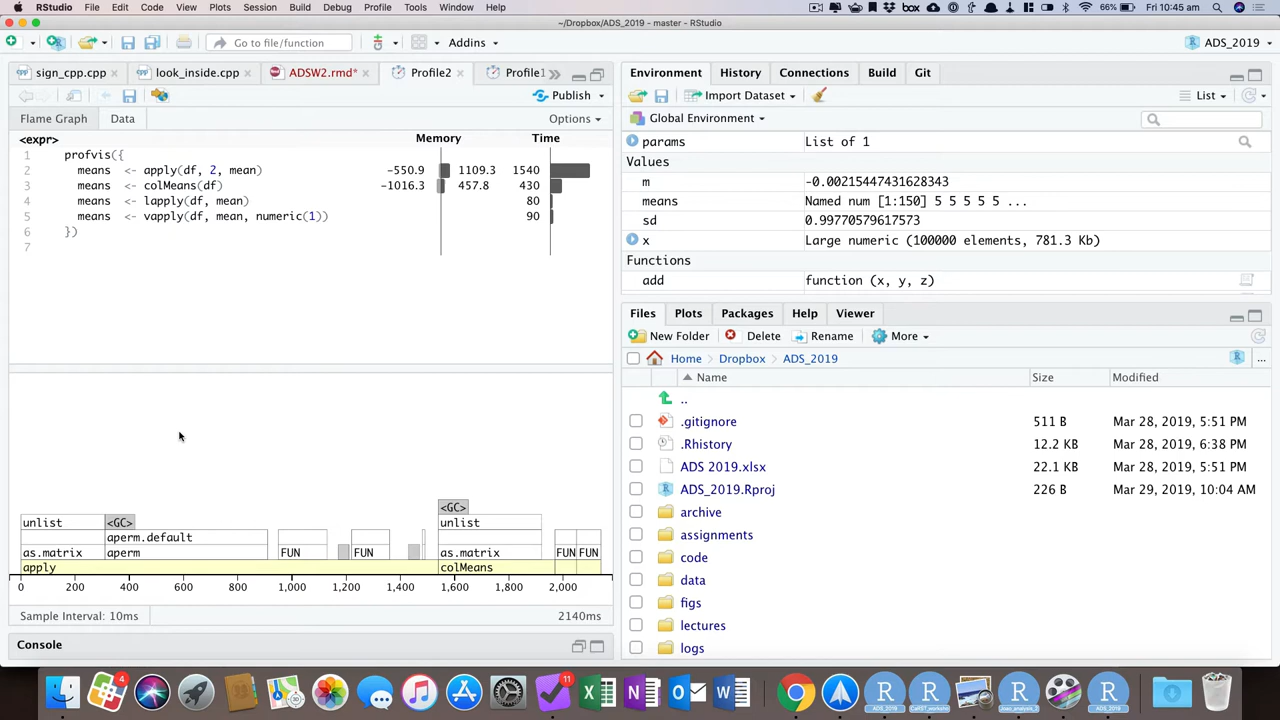 RStudio File Edit Code View Plots Session Build Debug Profile Tools Window Help 66% Fri 10:45 am
~/Dropbox/ADS_2019 - master - RStudio
Go to file/function Addins ADS_2019
sign_cpp.cpp look_inside.cpp ADSW2.rmd* Profile2 Profile1
Publish
Flame Graph Data Options
<expr> Memory Time
1 profvis({
2 means <- apply(df, 2, mean) -550.9 1109.3 1540
3 means <- colMeans(df) -1016.3 457.8 430
4 means <- lapply(df, mean) 80
5 means <- vapply(df, mean, numeric(1)) 90
6 })
7
<GC>
unlist <GC> unlist
aperm.default
as.matrix aperm FUN FUN as.matrix FUN FUN
apply colMeans
0 200 400 600 800 1,000 1,200 1,400 1,600 1,800 2,000
Sample Interval: 10ms 2140ms
Console
Environment History Connections Build Git
Import Dataset List
Global Environment
params List of 1
Values
m -0.00215447431628343
means Named num [1:150] 5 5 5 5 5 ...
sd 0.99770579617573
x Large numeric (100000 elements, 781.3 Kb)
Functions
add function (x, y, z)
Files Plots Packages Help Viewer
New Folder Delete Rename More
Home Dropbox ADS_2019 ...
Name Size Modified
..
.gitignore 511 B Mar 28, 2019, 5:51 PM
.Rhistory 12.2 KB Mar 28, 2019, 6:38 PM
ADS 2019.xlsx 22.1 KB Mar 28, 2019, 5:51 PM
ADS_2019.Rproj 226 B Mar 29, 2019, 10:04 AM
archive
assignments
code
data
figs
lectures
logs
4 11
R ADS_2019 R R R ADS_2019